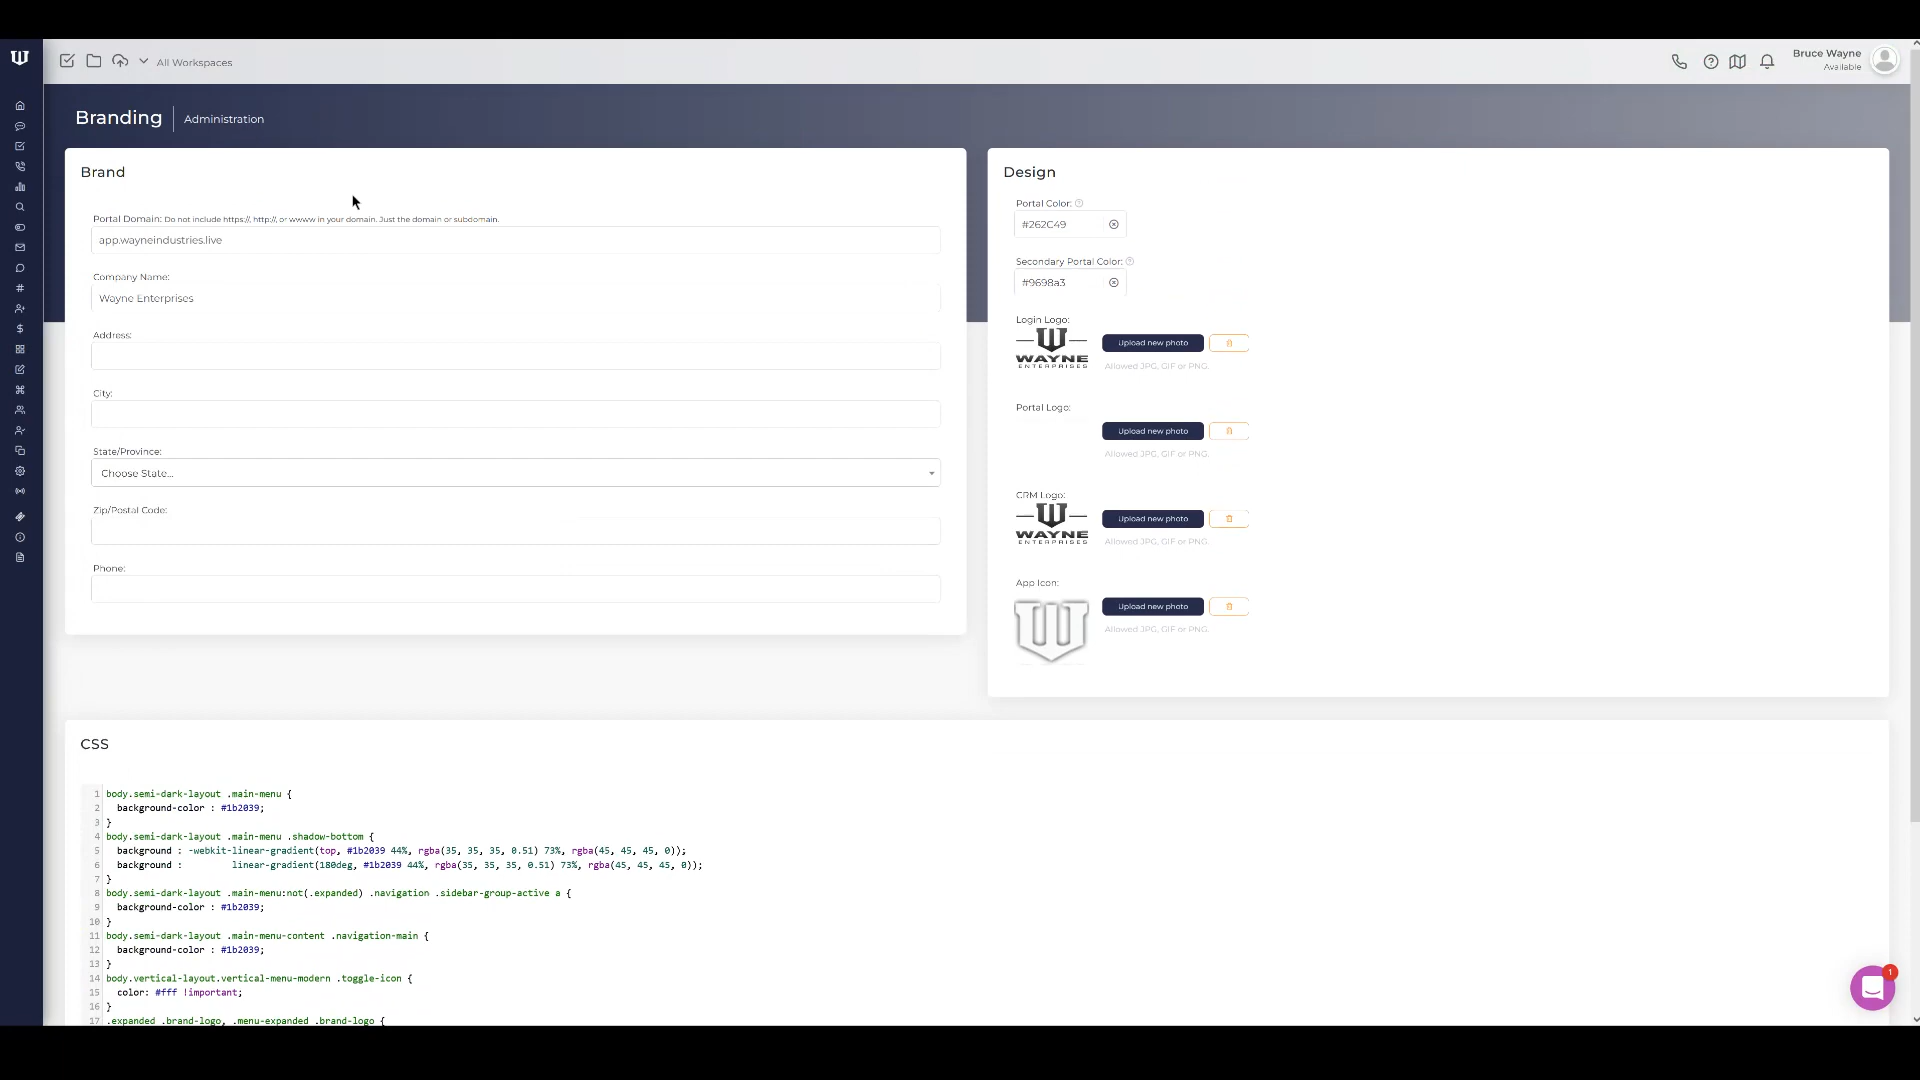 All Workspaces
Bruce Wayne
Available
Branding
Administration
Brand
Portal Domain: Do not include https://, http://, or wwww in your domain. Just the domain or subdomain.
app.wayneindustries.live
Company Name:
Wayne Enterprises
Address:
City:
State/Province:
Choose State...
Zip/Postal Code:
Phone:
Design
Portal Color:
#262C49
Secondary Portal Color:
#9698a3
Login Logo:
WAYNE
ENTERPRISES
Upload new photo
Allowed JPG, GIF or PNG.
Portal Logo:
Upload new photo
Allowed JPG, GIF or PNG.
CRM Logo:
WAYNE
ENTERPRISES
Upload new photo
Allowed JPG, GIF or PNG.
App Icon:
Upload new photo
Allowed JPG, GIF or PNG.
CSS
1 body.semi-dark-layout .main-menu {
2 background-color : #1b2039;
3 }
4 body.semi-dark-layout .main-menu .shadow-bottom {
5 background : -webkit-linear-gradient(top, #1b2039 44%, rgba(35, 35, 35, 0.51) 73%, rgba(45, 45, 45, 0));
6 background : linear-gradient(180deg, #1b2039 44%, rgba(35, 35, 35, 0.51) 73%, rgba(45, 45, 45, 0));
7 }
8 body.semi-dark-layout .main-menu:not(.expanded) .navigation .sidebar-group-active a {
9 background-color : #1b2039;
10 }
11 body.semi-dark-layout .main-menu-content .navigation-main {
12 background-color : #1b2039;
13 }
14 body.vertical-layout.vertical-menu-modern .toggle-icon {
15 color: #fff !important;
16 }
17 .expanded .brand-logo, .menu-expanded .brand-logo {
1